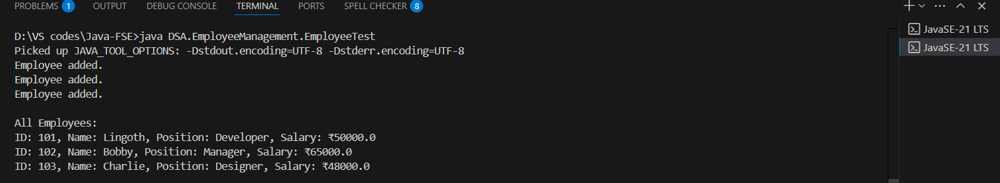 PROBLEMS 1 OUTPUT DEBUG CONSOLE TERMINAL PORTS SPELL CHECKER 8
D:\VS codes\Java-FSE>java DSA.EmployeeManagement.EmployeeTest
Picked up JAVA_TOOL_OPTIONS: -Dstdout.encoding=UTF-8 -Dstderr.encoding=UTF-8
Employee added.
Employee added.
Employee added.
All Employees:
ID: 101, Name: Lingoth, Position: Developer, Salary: ₹50000.0
ID: 102, Name: Bobby, Position: Manager, Salary: ₹65000.0
ID: 103, Name: Charlie, Position: Designer, Salary: ₹48000.0
JavaSE-21 LTS
JavaSE-21 LTS